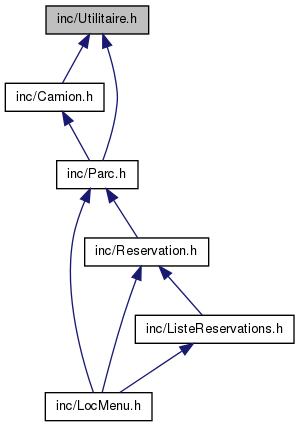 inc/Utilitaire.h
inc/Camion.h
inc/Parc.h
inc/Reservation.h
inc/ListeReservations.h
inc/LocMenu.h